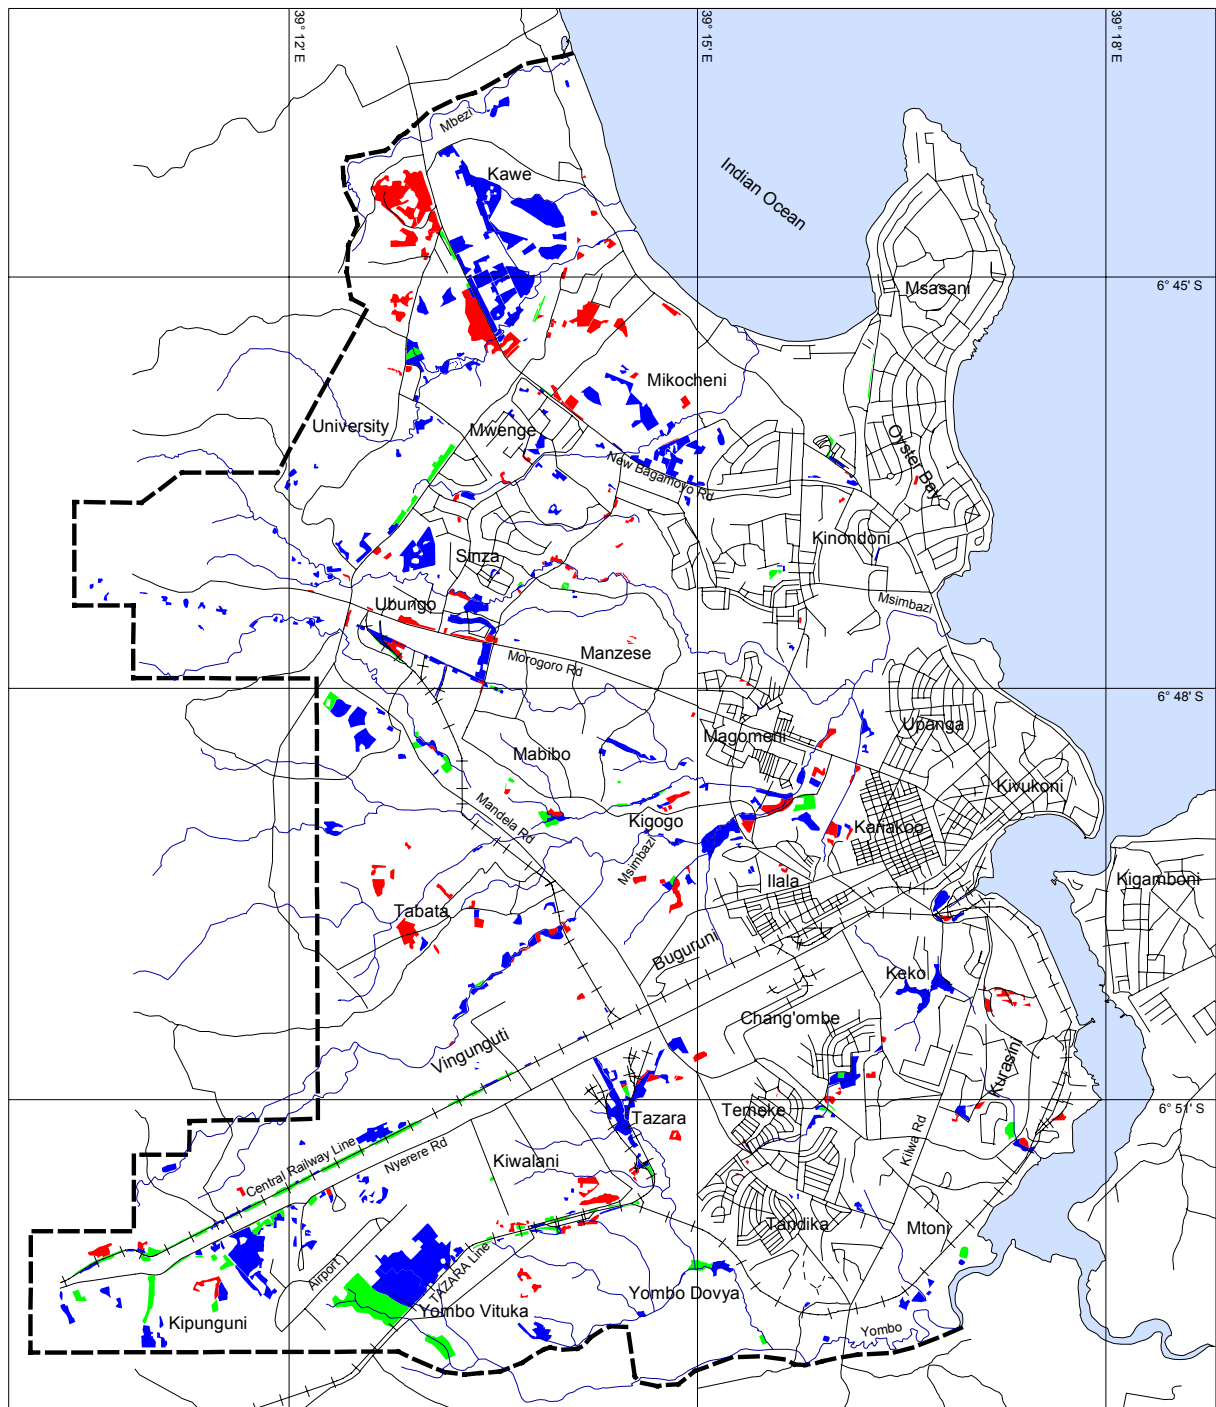 39° 12' E
39° 15' E
39° 18' E
Mbezi
Kawe
Indian Ocean
Msasani
6° 45' S
Mikocheni
University
Mwenge
Oyster Bay
New Bagamoyo Rd
Kinondoni
Sinza
Ubungo
Msimbazi
Manzese
Morogoro Rd
6° 48' S
Upanga
Magomeni
Mabibo
Kivukoni
Mandela Rd
Kigogo
Kariakoo
Msimbazi
Ilala
Kigamboni
Tabata
Buguruni
Keko
Chang'ombe
Vingunguti
Kurasini
6° 51' S
Temeke
Tazara
Kilwa Rd
Central Railway Line
Nyerere Rd
Kiwalani
Tandika
Mtoni
Airport
TAZARA Line
Yombo Dovya
Yombo Vituka
Kipunguni
Yombo